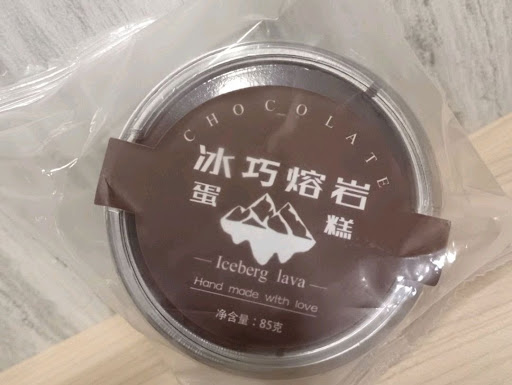 CHOCOLATE
冰巧熔岩
蛋糕
Iceberg lava
Hand made with love
净含量：85克